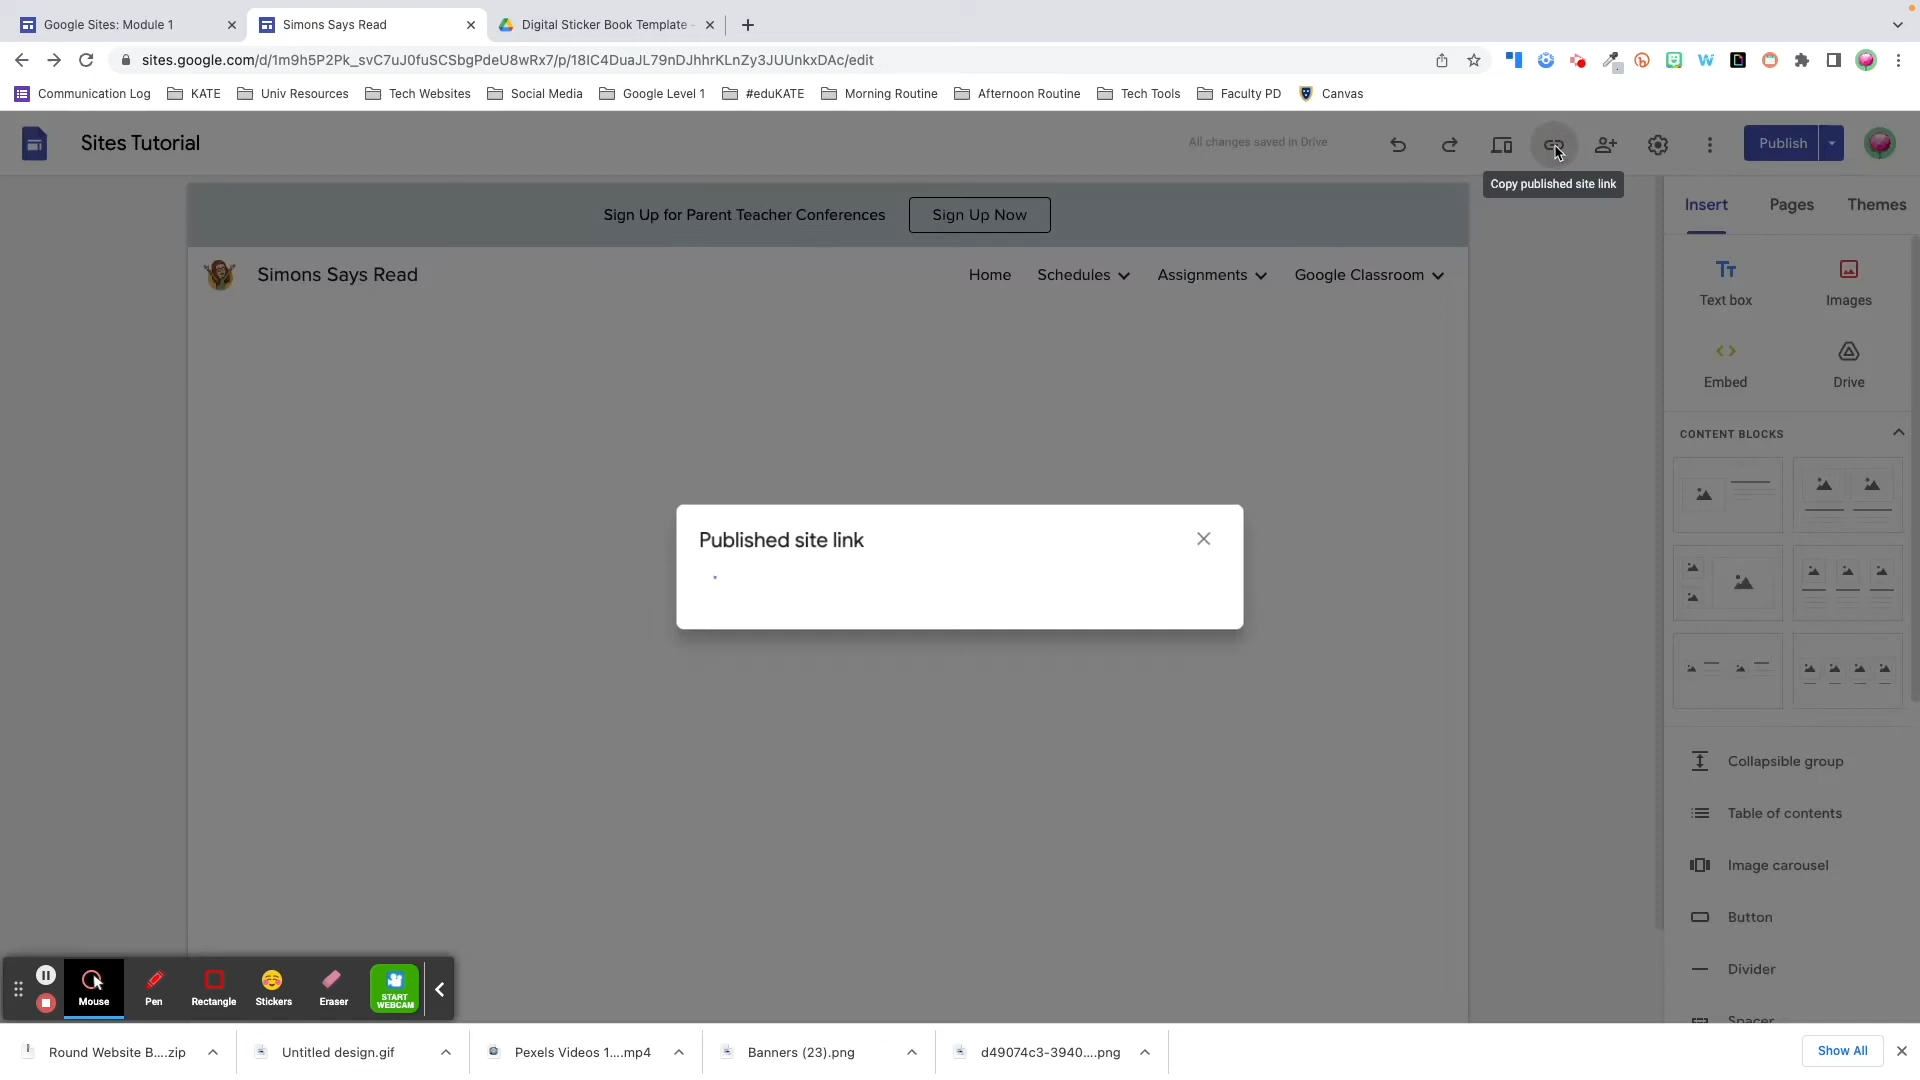 Google Sites: Module 1
Simons Says Read
Digital Sticker Book Template -
sites.google.com/d/1m9h5P2Pk_svC7uJ0fuSCSbgPdeU8wRx7/p/18IC4DuaJL79nDJhhrKLnZy3JUUnkxDAc/edit
Communication Log KATE Univ Resources Tech Websites Social Media Google Level 1 #eduKATE Morning Routine Afternoon Routine Tech Tools Faculty PD Canvas
Sites Tutorial
All changes saved in Drive
Publish
Copy published site link
Sign Up for Parent Teacher Conferences
Sign Up Now
Simons Says Read
Home Schedules Assignments Google Classroom
Insert Pages Themes
Text box Images
Embed Drive
CONTENT BLOCKS
Published site link
Collapsible group
Table of contents
Image carousel
Button
Divider
Spacer
Mouse Pen Rectangle Stickers Eraser
START
WEBCAM
Round Website B....zip
Untitled design.gif
Pexels Videos 1....mp4
Banners (23).png
d49074c3-3940....png
Show All